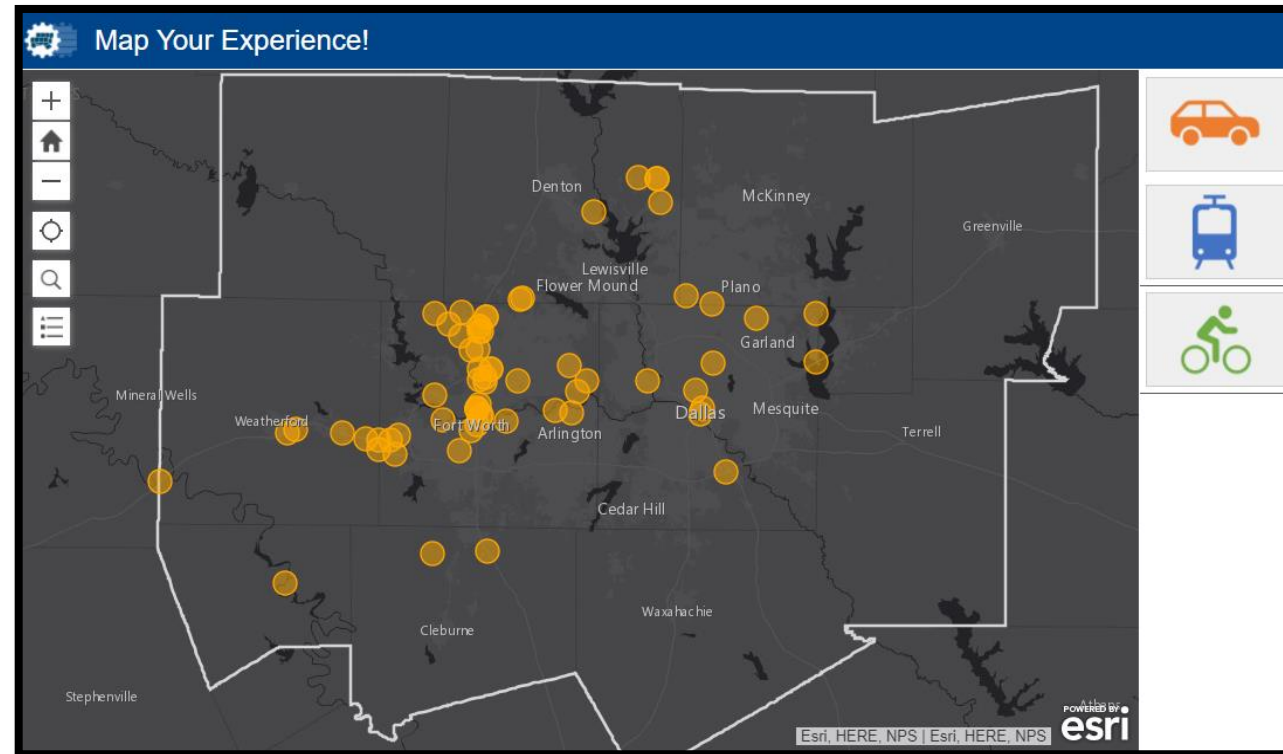 Map Your Experience!
Denton
McKinney
Greenville
Lewisville
Flower Mound
Plano
Garland
Mineral Wells
Weatherford
Fort Worth
Arlington
Dallas
Mesquite
Terrell
Cedar Hill
Waxahachie
Cleburne
Stephenville
Athens
POWERED BY
esri
Esri, HERE, NPS | Esri, HERE, NPS